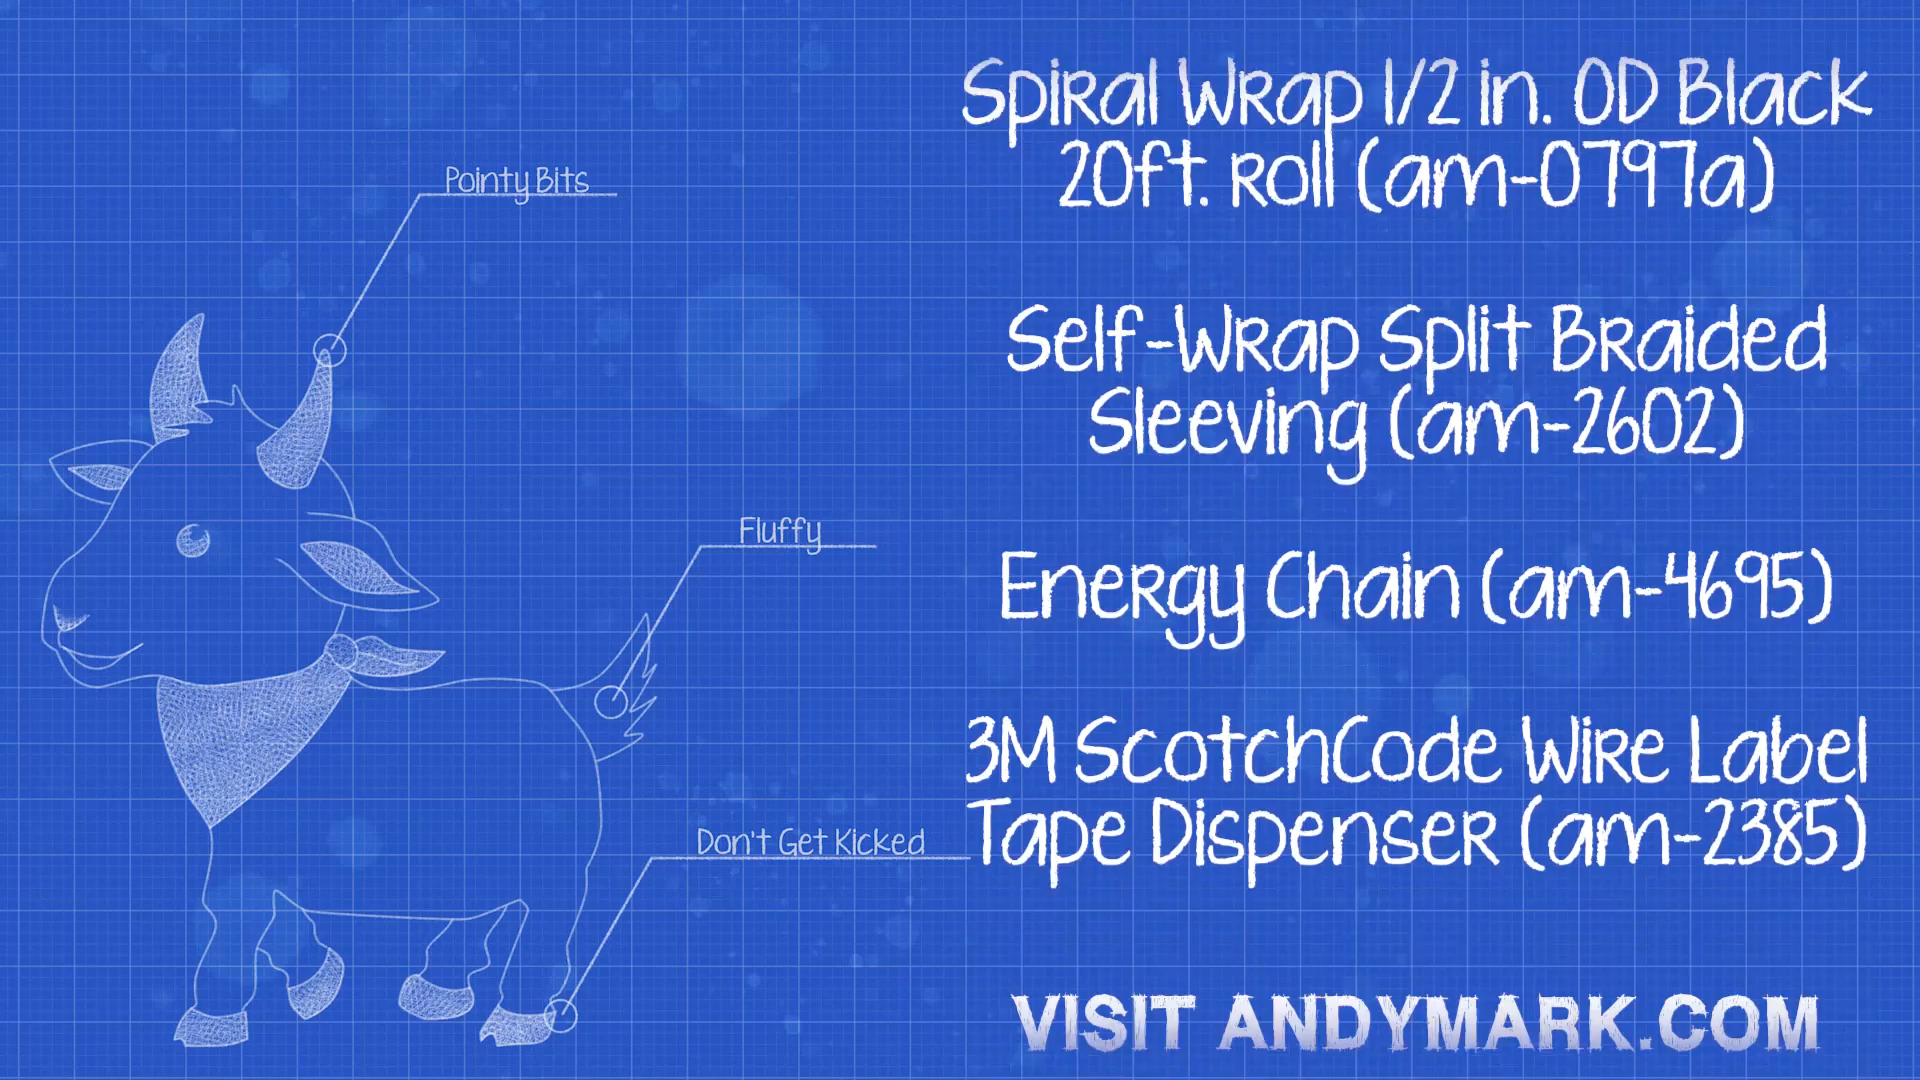 Pointy Bits
Fluffy
Don't Get Kicked
Spiral Wrap 1/2 in. OD Black
20ft. roll (am-0797a)
Self-Wrap Split Braided
Sleeving (am-2602)
Energy Chain (am-4695)
3M ScotchCode Wire Label
Tape Dispenser (am-2385)
VISIT ANDYMARK.COM